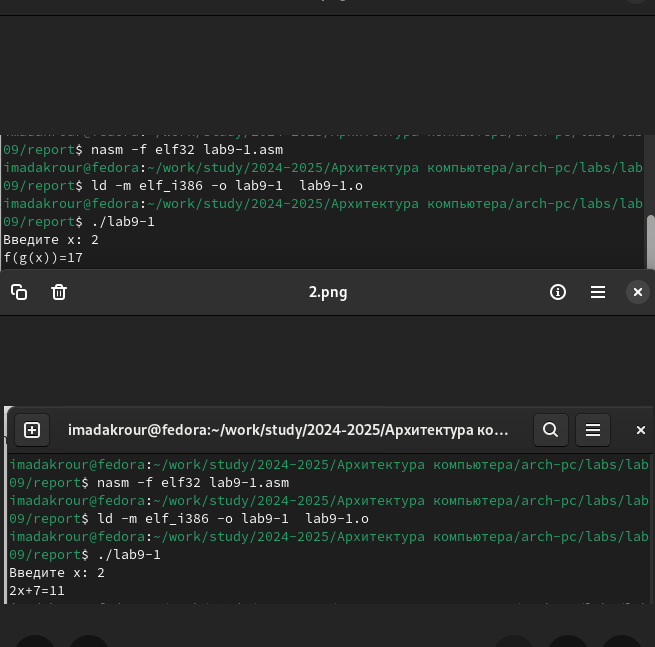 09/report$ nasm -f elf32 lab9-1.asm
imadakrour@fedora:~/work/study/2024-2025/Архитектура компьютера/arch-pc/labs/lab
09/report$ ld -m elf_i386 -o lab9-1  lab9-1.o
imadakrour@fedora:~/work/study/2024-2025/Архитектура компьютера/arch-pc/labs/lab
09/report$ ./lab9-1
Введите x: 2
f(g(x))=17
2.png
imadakrour@fedora:~/work/study/2024-2025/Архитектура ко...
imadakrour@fedora:~/work/study/2024-2025/Архитектура компьютера/arch-pc/labs/lab
09/report$ nasm -f elf32 lab9-1.asm
imadakrour@fedora:~/work/study/2024-2025/Архитектура компьютера/arch-pc/labs/lab
09/report$ ld -m elf_i386 -o lab9-1  lab9-1.o
imadakrour@fedora:~/work/study/2024-2025/Архитектура компьютера/arch-pc/labs/lab
09/report$ ./lab9-1
Введите x: 2
2x+7=11